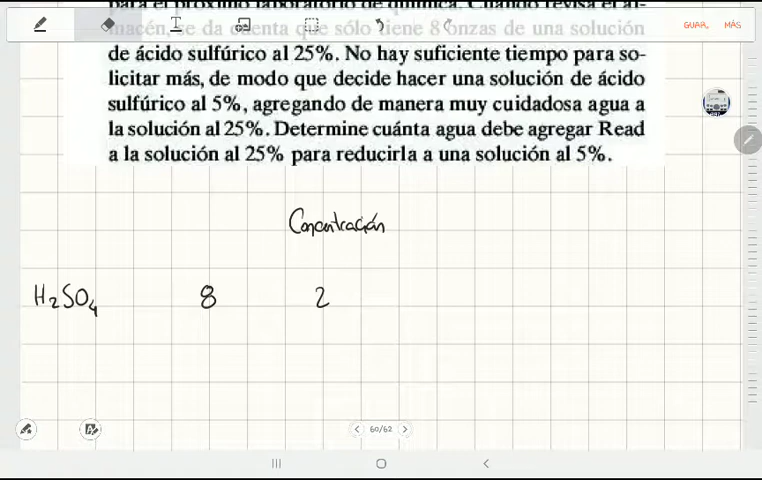 para el próximo laboratorio de química. Cuando revisa el al-
macén, se da cuenta que sólo tiene 8 onzas de una solución
GUAR. MÁS
de ácido sulfúrico al 25%. No hay suficiente tiempo para so-
licitar más, de modo que decide hacer una solución de ácido
sulfúrico al 5%, agregando de manera muy cuidadosa agua a
la solución al 25%. Determine cuánta agua debe agregar Read
a la solución al 25% para reducirla a una solución al 5%.
Concentración
H2SO4 8 2
60/62